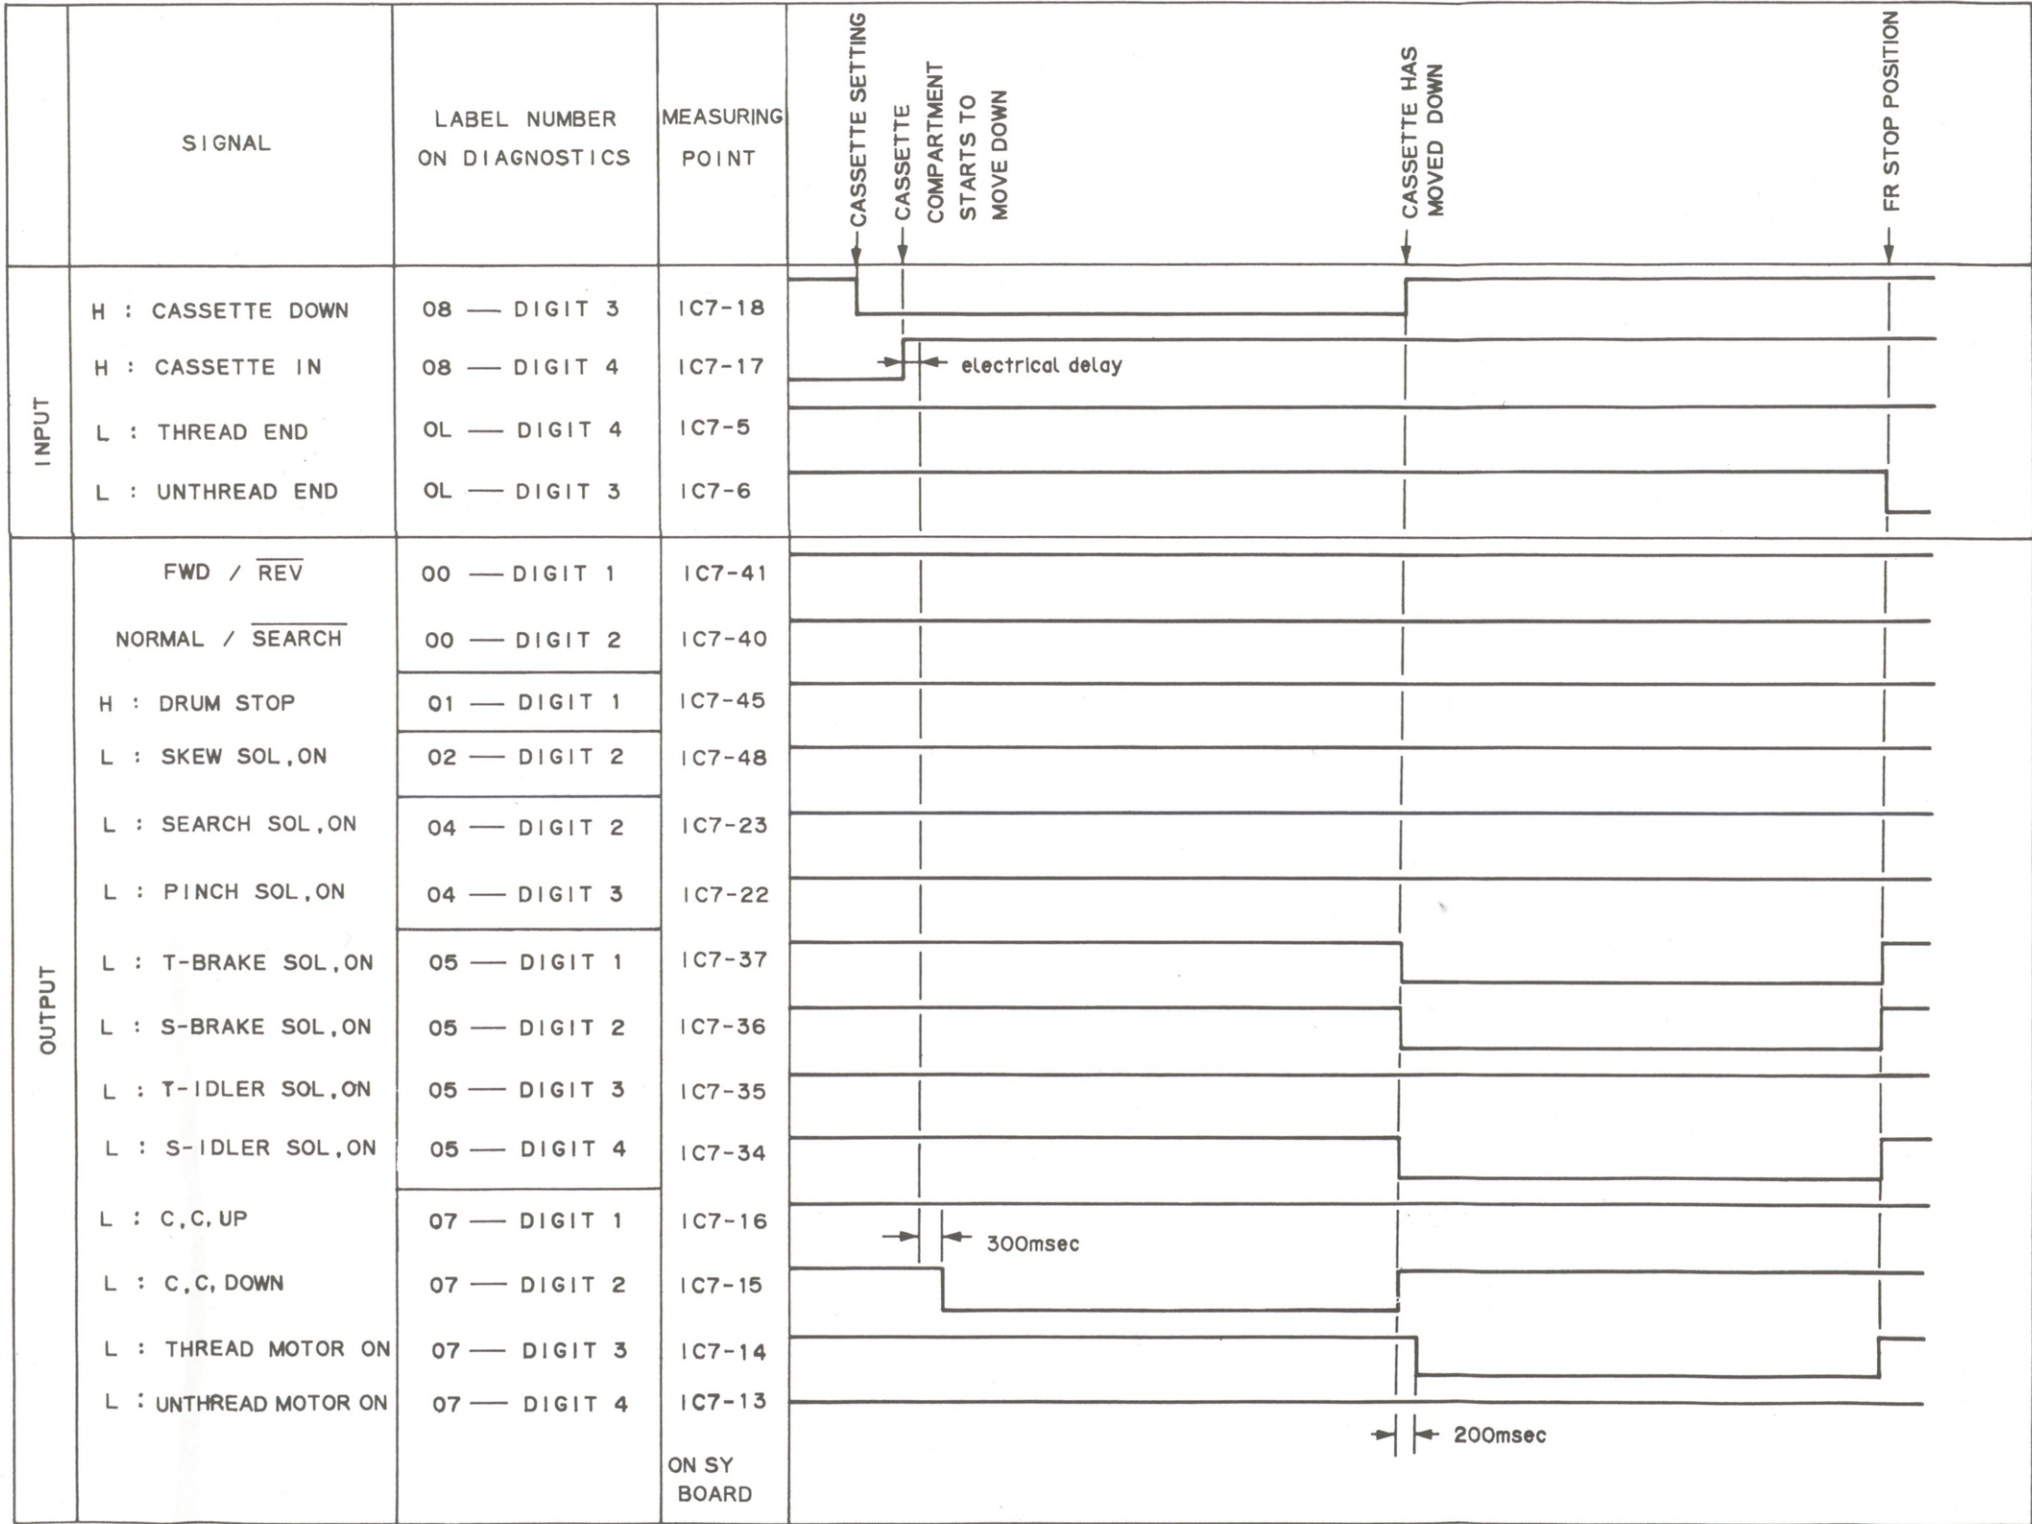 SIGNAL
LABEL NUMBER
ON DIAGNOSTICS
MEASURING
POINT
CASSETTE SETTING
CASSETTE
COMPARTMENT
STARTS TO
MOVE DOWN
CASSETTE HAS
MOVED DOWN
FR STOP POSITION
INPUT
H : CASSETTE DOWN 08 — DIGIT 3 IC7-18
H : CASSETTE IN 08 — DIGIT 4 IC7-17 electrical delay
L : THREAD END 0L — DIGIT 4 IC7-5
L : UNTHREAD END 0L — DIGIT 3 IC7-6
OUTPUT
FWD / REV 00 — DIGIT 1 IC7-41
NORMAL / SEARCH 00 — DIGIT 2 IC7-40
H : DRUM STOP 01 — DIGIT 1 IC7-45
L : SKEW SOL,ON 02 — DIGIT 2 IC7-48
L : SEARCH SOL,ON 04 — DIGIT 2 IC7-23
L : PINCH SOL,ON 04 — DIGIT 3 IC7-22
L : T-BRAKE SOL,ON 05 — DIGIT 1 IC7-37
L : S-BRAKE SOL,ON 05 — DIGIT 2 IC7-36
L : T-IDLER SOL,ON 05 — DIGIT 3 IC7-35
L : S-IDLER SOL,ON 05 — DIGIT 4 IC7-34
L : C,C,UP 07 — DIGIT 1 IC7-16 300msec
L : C,C,DOWN 07 — DIGIT 2 IC7-15
L : THREAD MOTOR ON 07 — DIGIT 3 IC7-14
L : UNTHREAD MOTOR ON 07 — DIGIT 4 IC7-13
200msec
ON SY
BOARD